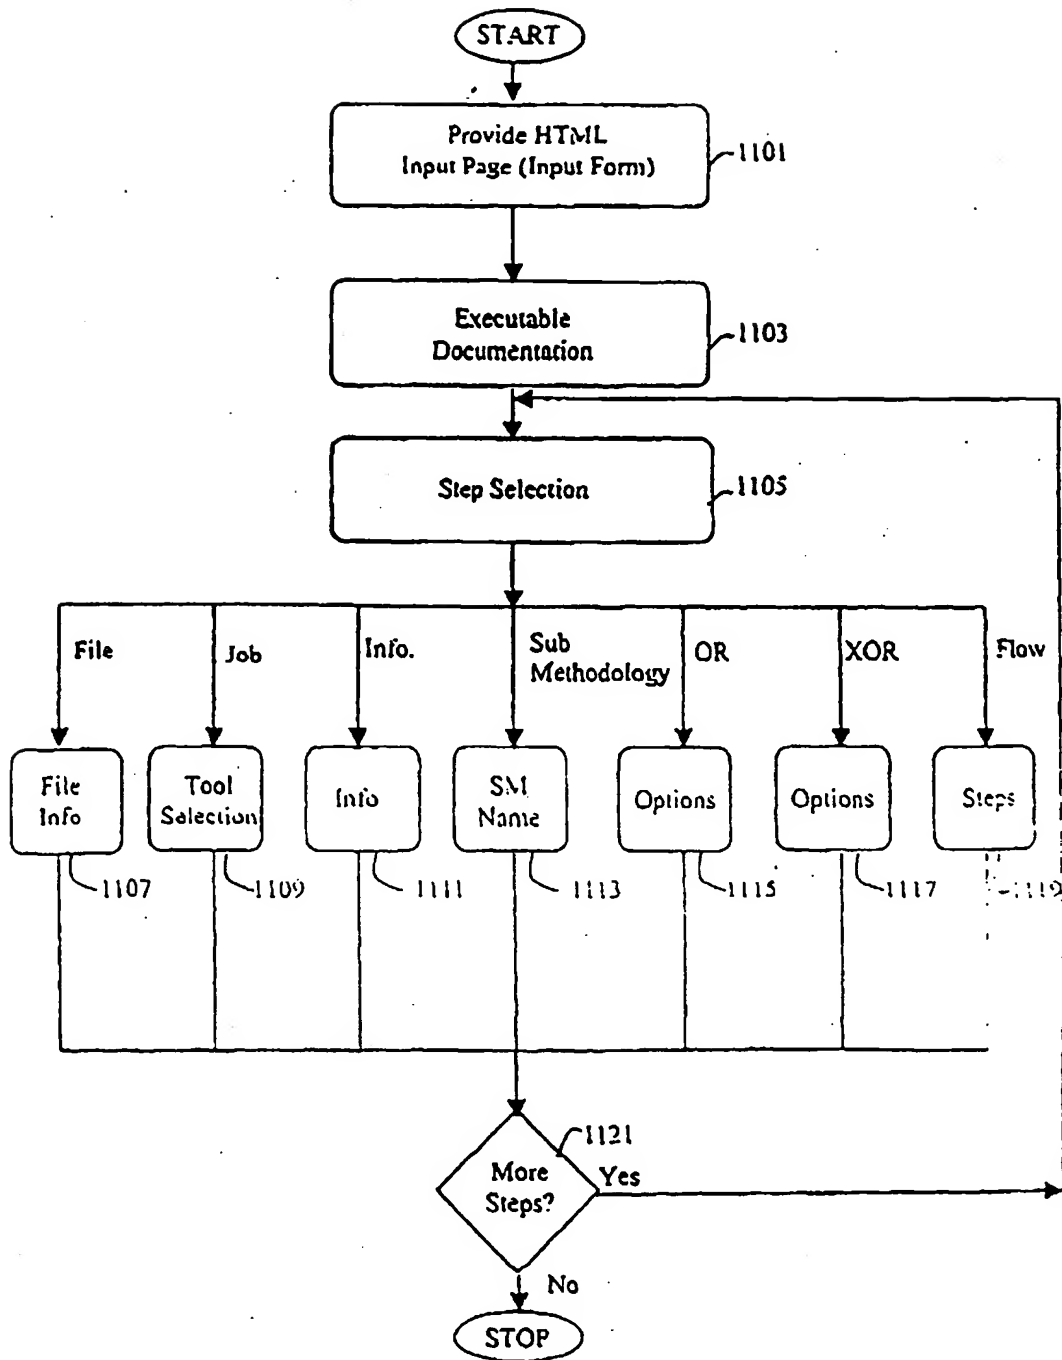 START
Provide HTML
Input Page (Input Form)
1101
Executable
Documentation
1103
Step Selection
1105
File
Job
Info.
Sub
Methodology
OR
XOR
Flow
File
Info
Tool
Selection
Info
SM
Name
Options
Options
Steps
1107
1109
1111
1113
1115
1117
1119
1121
More
Steps?
Yes
No
STOP